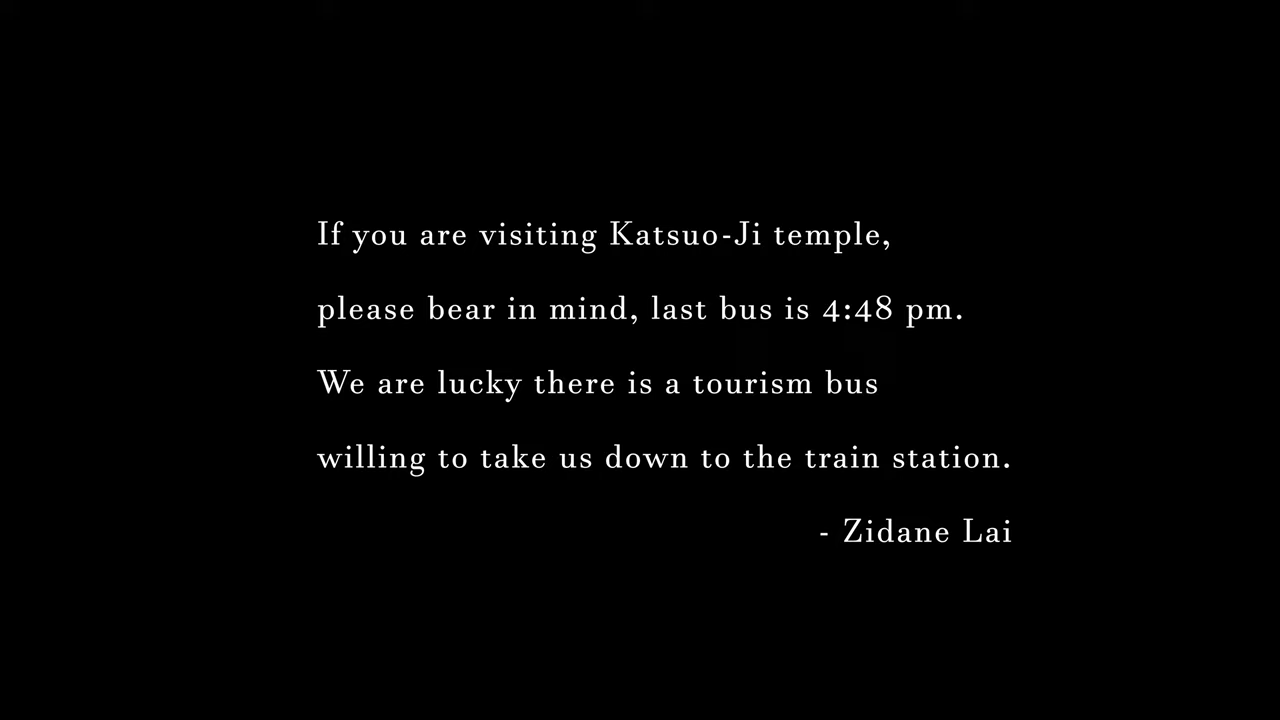 If you are visiting Katsuo-Ji temple,
please bear in mind, last bus is 4:48 pm.
We are lucky there is a tourism bus
willing to take us down to the train station.
- Zidane Lai